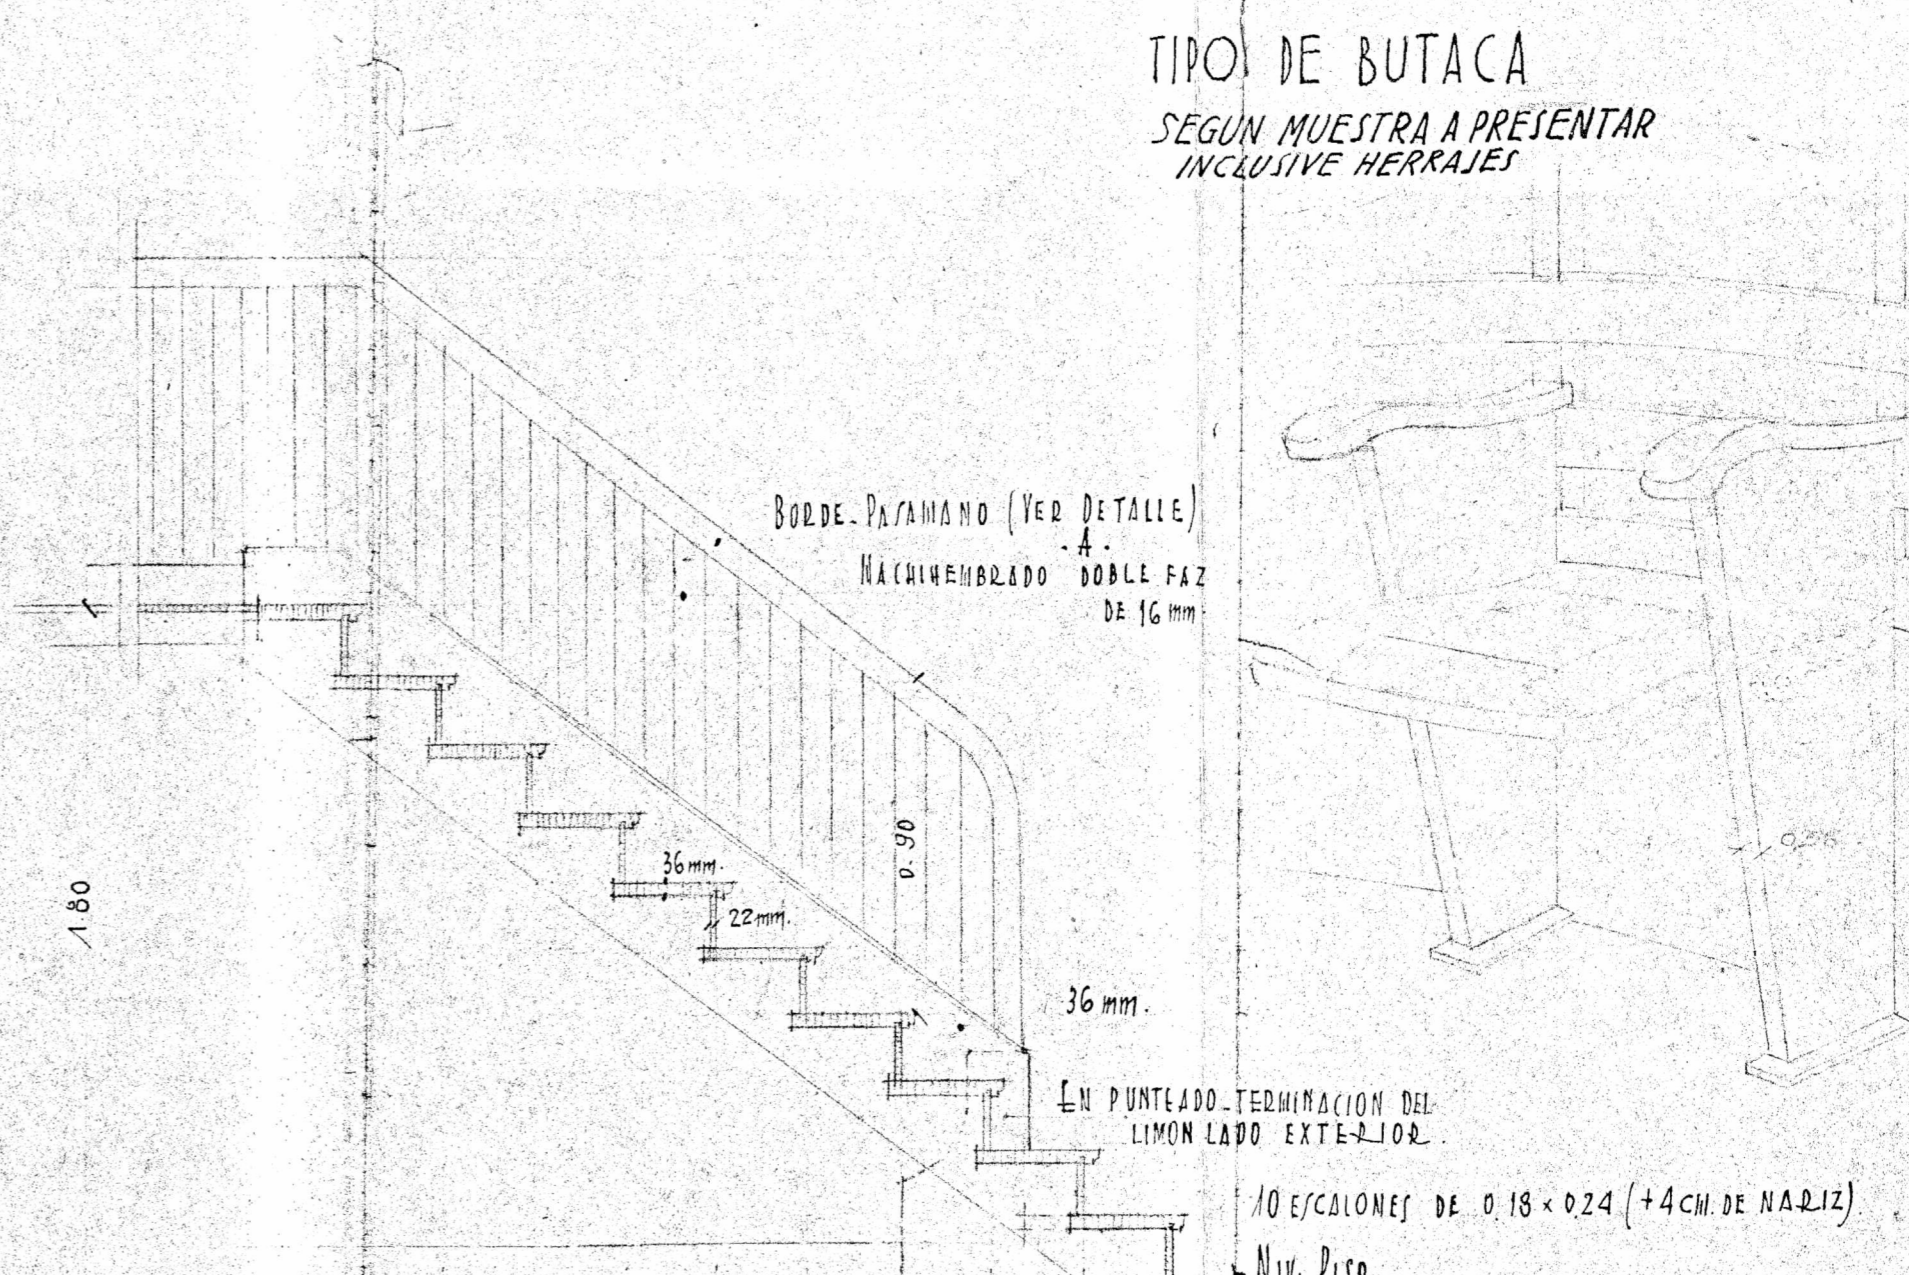 TIPO DE BUTACA
SEGUN MUESTRA A PRESENTAR
INCLUSIVE HERRAJES
BORDE-PASAMANO (VER DETALLE)
- A -
MACHIHEMBRADO DOBLE FAZ
DE 16 mm
0.90
36 mm.
22 mm.
1.80
36 mm.
EN PUNTEADO-TERMINACION DEL
LIMON LADO EXTERIOR.
10 ESCALONES DE 0.18 x 0.24 (+4 CM. DE NARIZ)
NIV. PISO